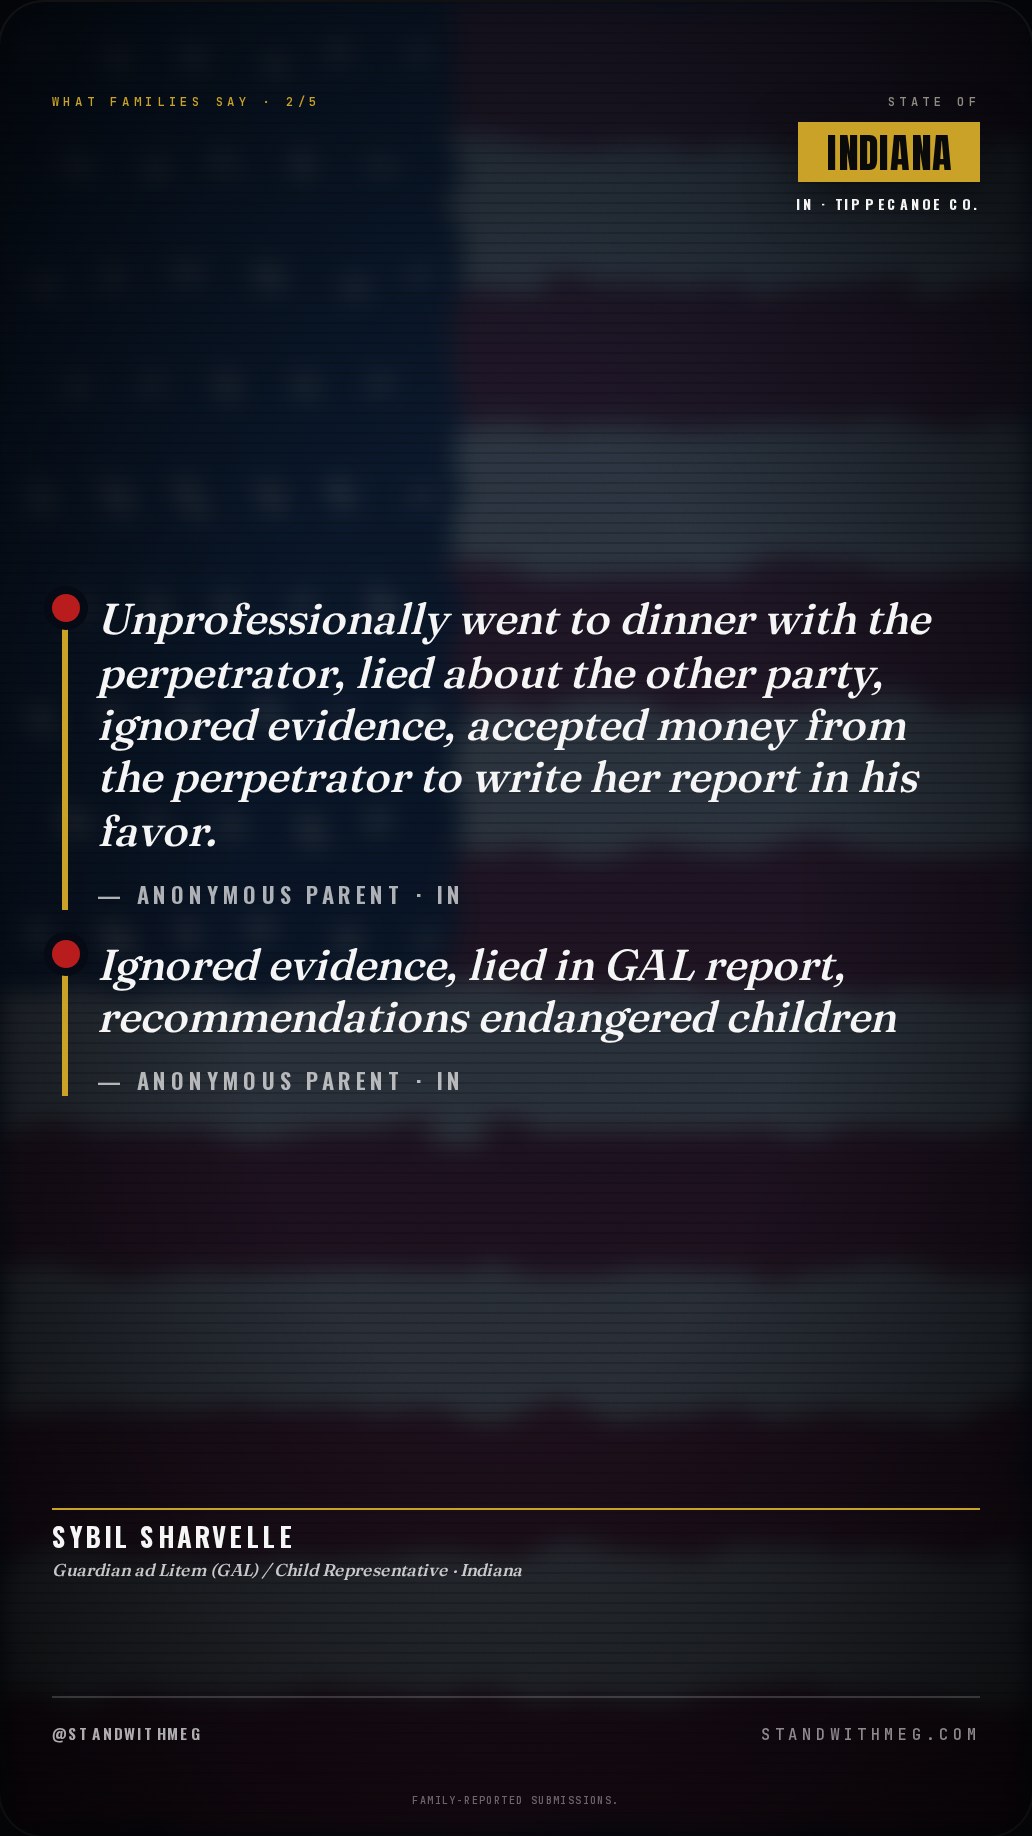 WHAT FAMILIES SAY · 2/5
STATE OF
INDIANA
IN · TIPPECANOE CO.
Unprofessionally went to dinner with the
perpetrator, lied about the other party,
ignored evidence, accepted money from
the perpetrator to write her report in his
favor.
— ANONYMOUS PARENT · IN
Ignored evidence, lied in GAL report,
recommendations endangered children
— ANONYMOUS PARENT · IN
SYBIL SHARVELLE
Guardian ad Litem (GAL) / Child Representative · Indiana
@STANDWITHMEG
STANDWITHMEG.COM
FAMILY-REPORTED SUBMISSIONS.